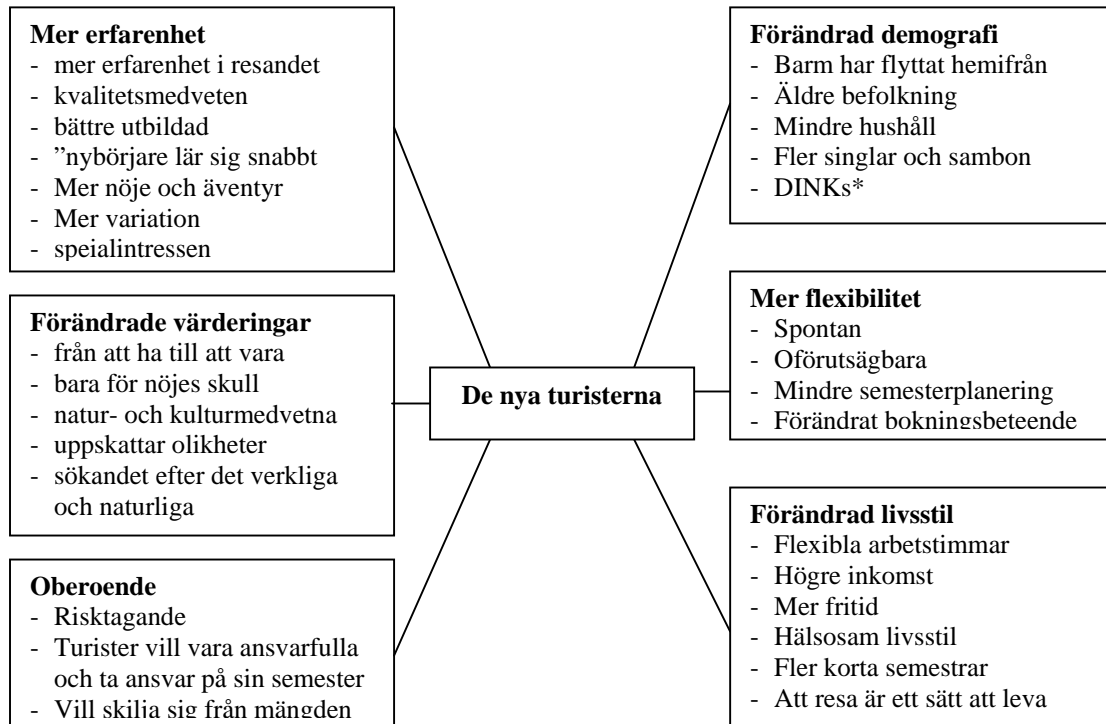 Mer erfarenhet
- mer erfarenhet i resandet
- kvalitetsmedveten
- bättre utbildad
- ”nybörjare lär sig snabbt
- Mer nöje och äventyr
- Mer variation
- speialintressen
Förändrade värderingar
- från att ha till att vara
- bara för nöjes skull
- natur- och kulturmedvetna
- uppskattar olikheter
- sökandet efter det verkliga
och naturliga
Oberoende
- Risktagande
- Turister vill vara ansvarfulla
och ta ansvar på sin semester
- Vill skilja sig från mängden
De nya turisterna
Förändrad demografi
- Barm har flyttat hemifrån
- Äldre befolkning
- Mindre hushåll
- Fler singlar och sambon
- DINKs*
Mer flexibilitet
- Spontan
- Oförutsägbara
- Mindre semesterplanering
- Förändrat bokningsbeteende
Förändrad livsstil
- Flexibla arbetstimmar
- Högre inkomst
- Mer fritid
- Hälsosam livsstil
- Fler korta semestrar
- Att resa är ett sätt att leva